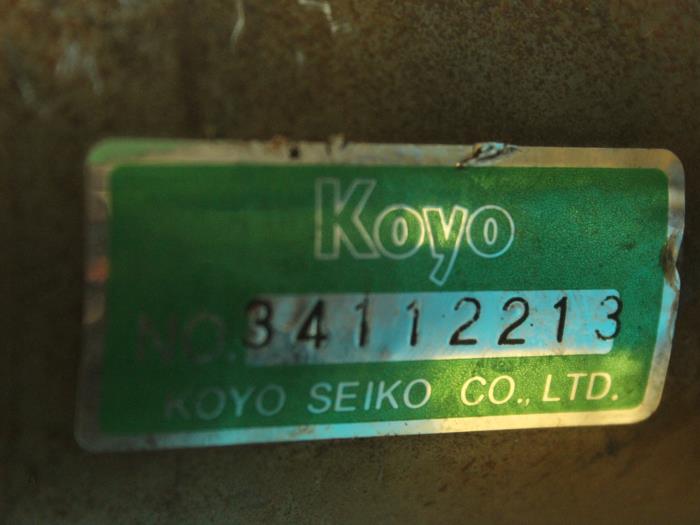 Koyo
NO. 34112213
KOYO SEIKO CO., LTD.